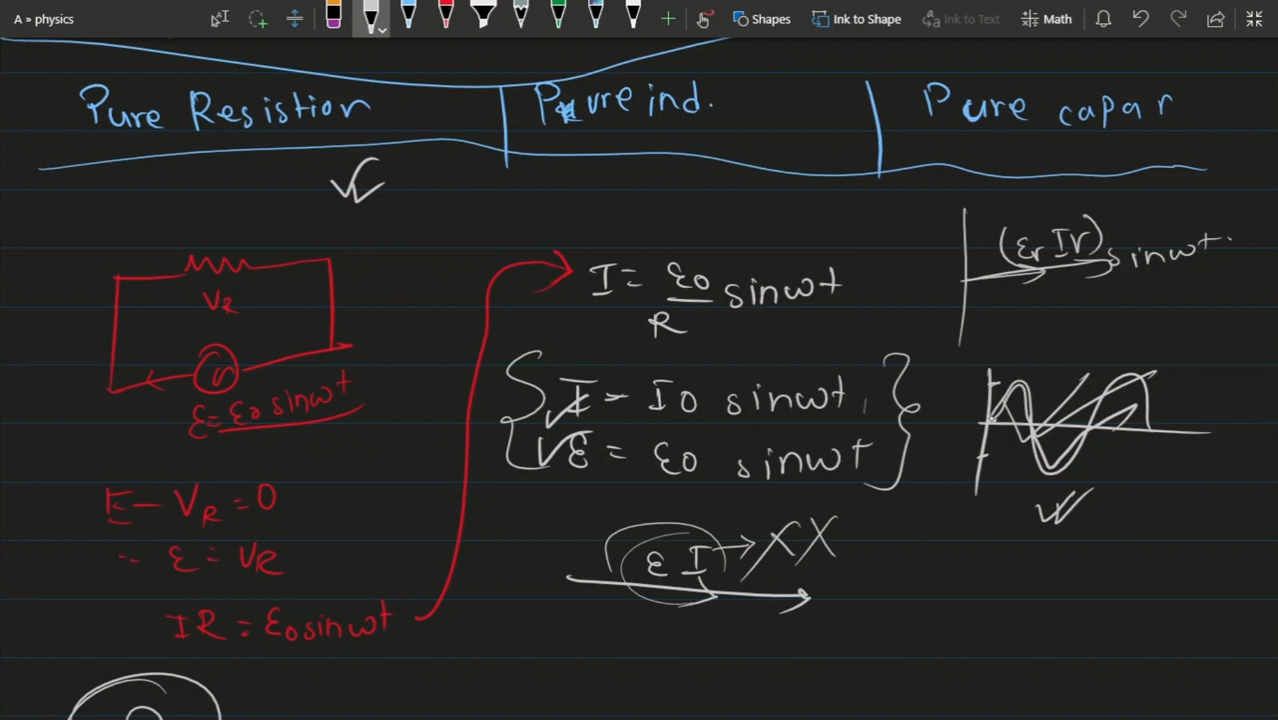 A » physics
Shapes
Ink to Shape
Ink to Text
Math
Pure Resistion
Pure ind.
Pure capar
VR
ε = ε0 sinωt
E - VR = 0
∴ ε = VR
IR = ε0 sinωt
I = ε0/R sinωt
I = I0 sinωt
ε = ε0 sinωt
ε I → XX
(εr Ir) sinωt